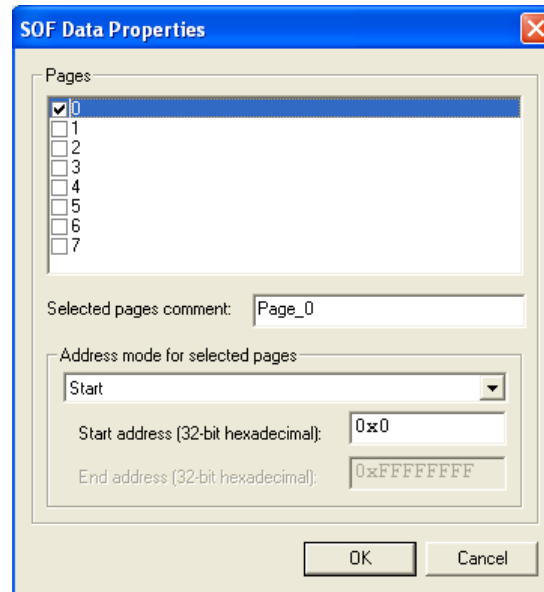 SOF Data Properties
Pages
0
1
2
3
4
5
6
7
Selected pages comment: Page_0
Address mode for selected pages
Start
Start address (32-bit hexadecimal): 0x0
End address (32-bit hexadecimal): 0xFFFFFFFF
OK Cancel